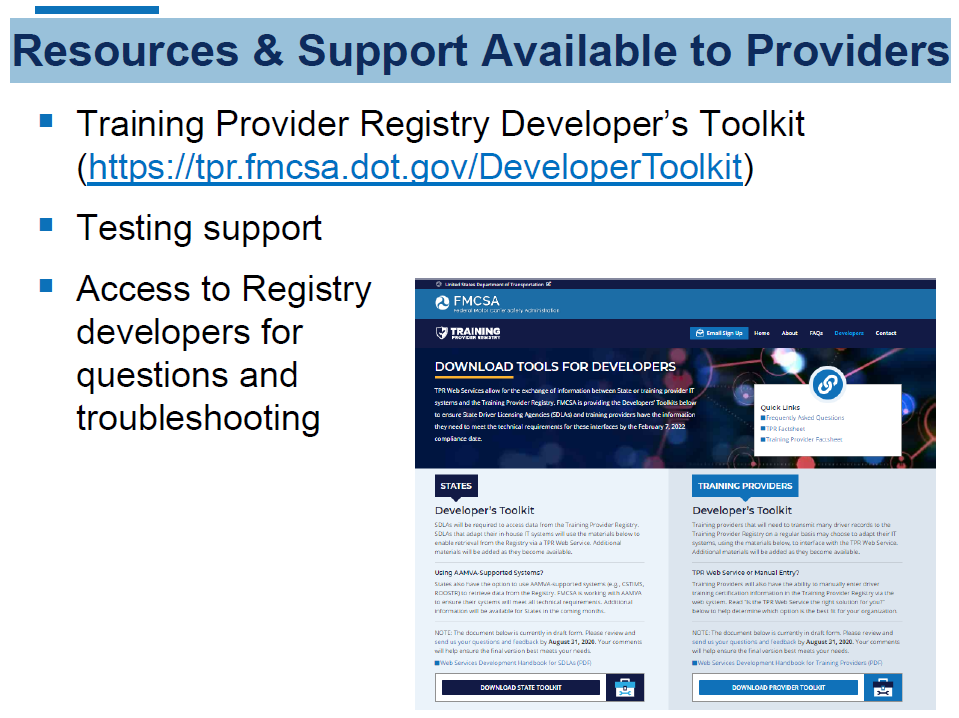 Resources & Support Available to Providers
Training Provider Registry Developer's Toolkit
(https://tpr.fmcsa.dot.gov/DeveloperToolkit)
Testing support
Access to Registry
developers for
questions and
troubleshooting
United States Department of Transportation
FMCSA
Federal Motor Carrier Safety Administration
TRAINING
PROVIDER REGISTRY
Email Sign Up Home About FAQs Developers Contact
DOWNLOAD TOOLS FOR DEVELOPERS
TPR Web Services allow for the exchange of information between State or training provider IT
systems and the Training Provider Registry. FMCSA is providing the Developers' Toolkits below
to ensure State Driver Licensing Agencies (SDLAs) and training providers have the information
they need to meet the technical requirements for these interfaces by the February 7, 2022
compliance date.
Quick Links
Frequently Asked Questions
TPR Factsheet
Training Provider Factsheet
STATES
Developer's Toolkit
SDLAs will be required to access data from the Training Provider Registry.
SDLAs that adapt their in-house IT systems will use the materials below to
enable retrieval from the Registry via a TPR Web Service. Additional
materials will be added as they become available.
Using AAMVA-Supported Systems?
States also have the option to use AAMVA-supported systems (e.g., CSTIMS,
ROOSTR) to retrieve data from the Registry. FMCSA is working with AAMVA
to ensure their systems will meet all technical requirements. Additional
information will be available for States in the coming months.
NOTE: The document below is currently in draft form. Please review and
send us your questions and feedback by August 21, 2020. Your comments
will help ensure the final version best meets your needs.
Web Services Development Handbook for SDLAs (PDF)
DOWNLOAD STATE TOOLKIT
TRAINING PROVIDERS
Developer's Toolkit
Training providers that will need to transmit many driver records to the
Training Provider Registry on a regular basis may choose to adapt their IT
systems, using the materials below, to interface with the TPR Web Service.
Additional materials will be added as they become available.
TPR Web Service or Manual Entry?
Training Providers will also have the ability to manually enter driver
training certification information in the Training Provider Registry via the
web system. Read "Is the TPR Web Service the right solution for you?"
below to help determine which option is the best fit for your organization
NOTE: The document below is currently in draft form. Please review and
send us your questions and feedback by August 21, 2020. Your comments
will help ensure the final version best meets your needs.
Web Services Development Handbook for Training Providers (PDF)
DOWNLOAD PROVIDER TOOLKIT